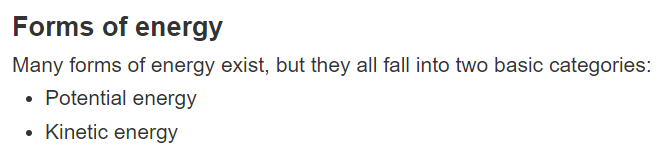 Forms of energy
Many forms of energy exist, but they all fall into two basic categories:
• Potential energy
• Kinetic energy